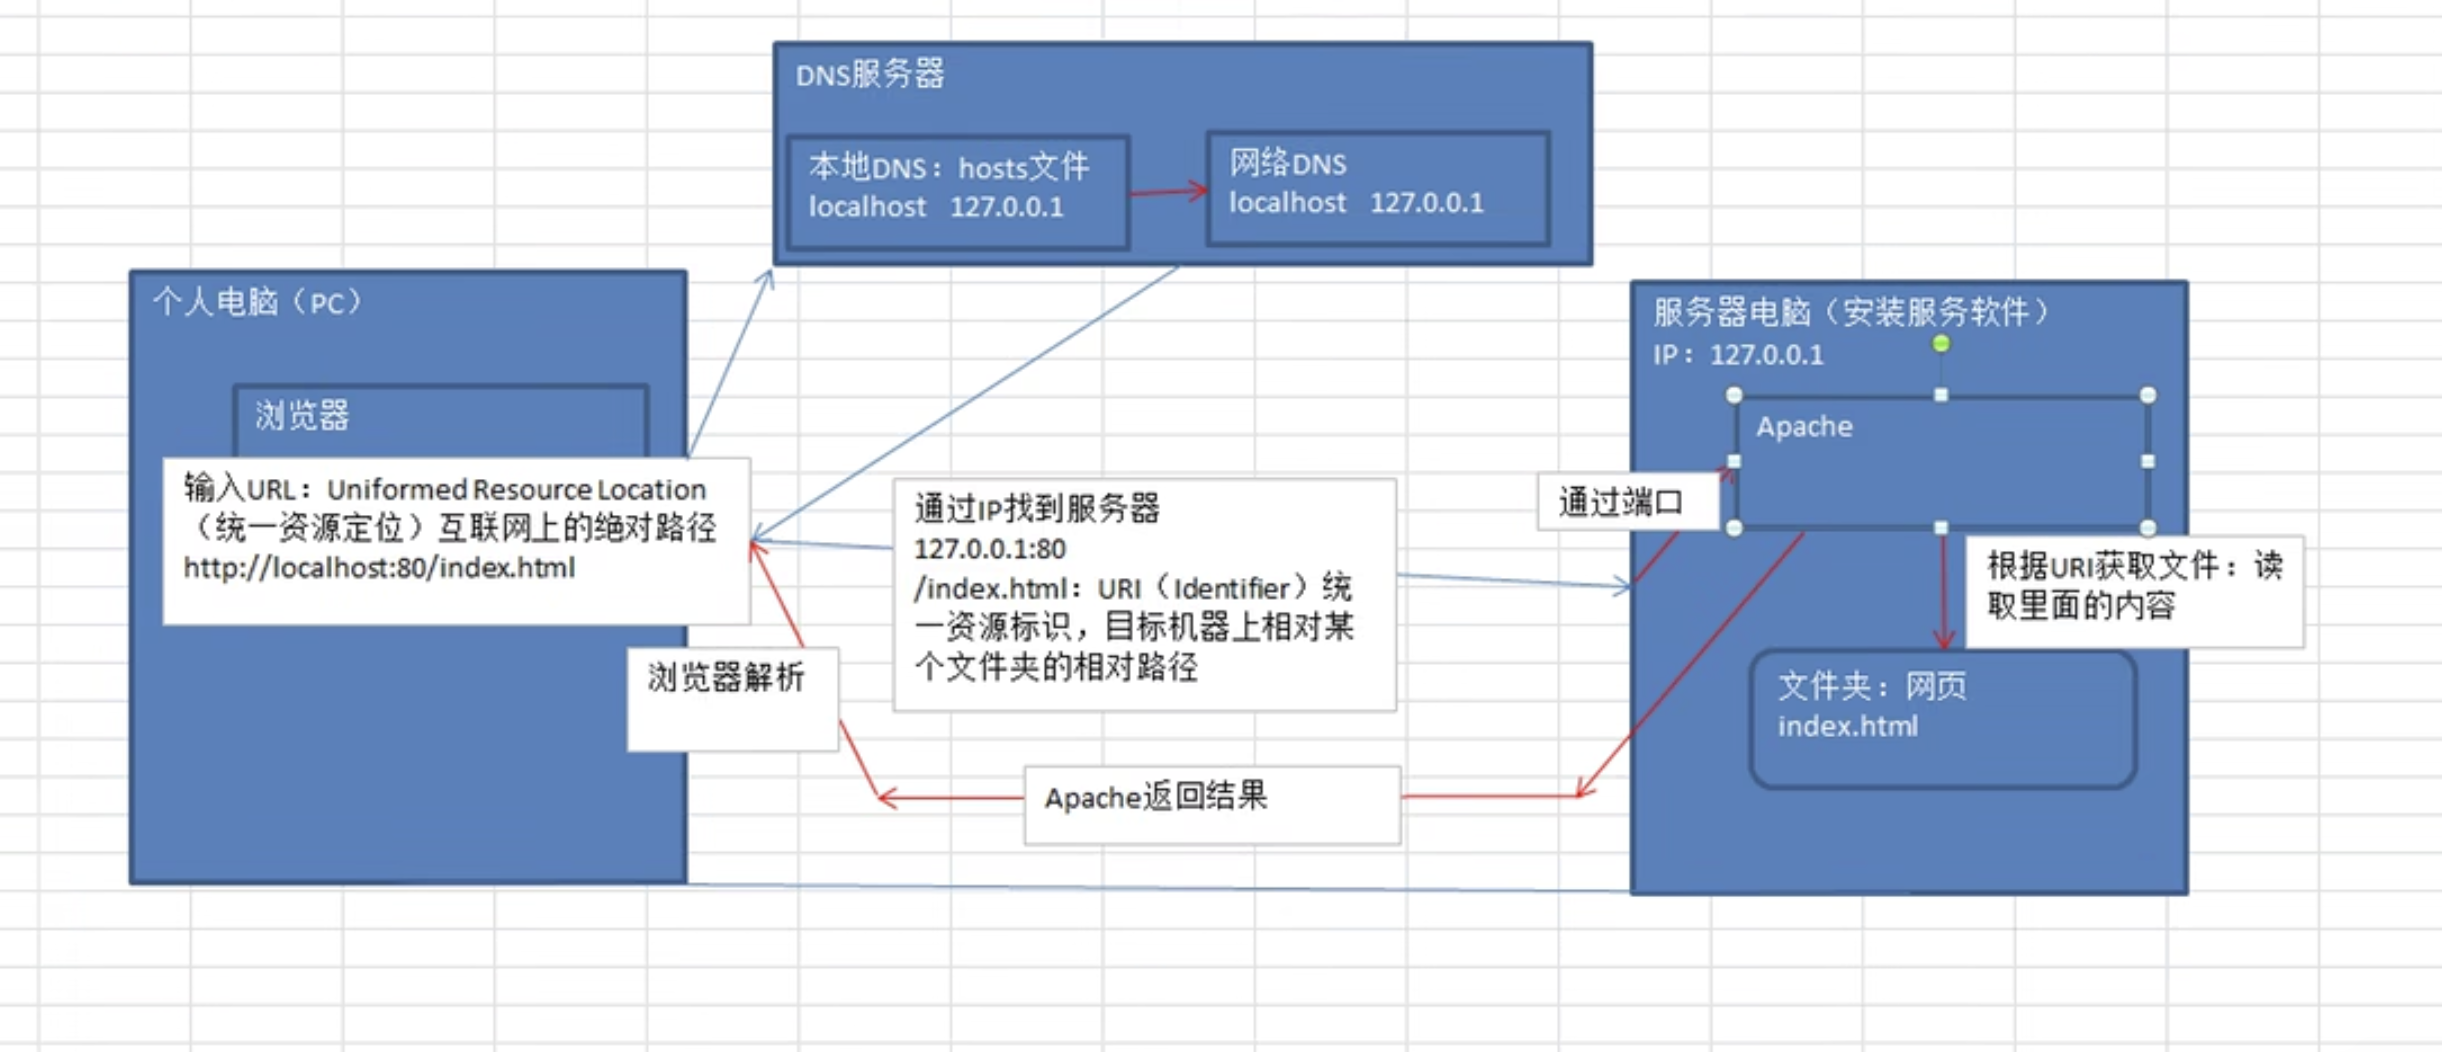 DNS服务器
本地DNS：hosts文件
localhost 127.0.0.1
网络DNS
localhost 127.0.0.1
个人电脑（PC）
浏览器
输入URL：Uniformed Resource Location
（统一资源定位）互联网上的绝对路径
http://localhost:80/index.html
浏览器解析
通过IP找到服务器
127.0.0.1:80
/index.html：URI（Identifier）统
一资源标识，目标机器上相对某
个文件夹的相对路径
Apache返回结果
服务器电脑（安装服务软件）
IP：127.0.0.1
Apache
通过端口
根据URI获取文件：读
取里面的内容
文件夹：网页
index.html